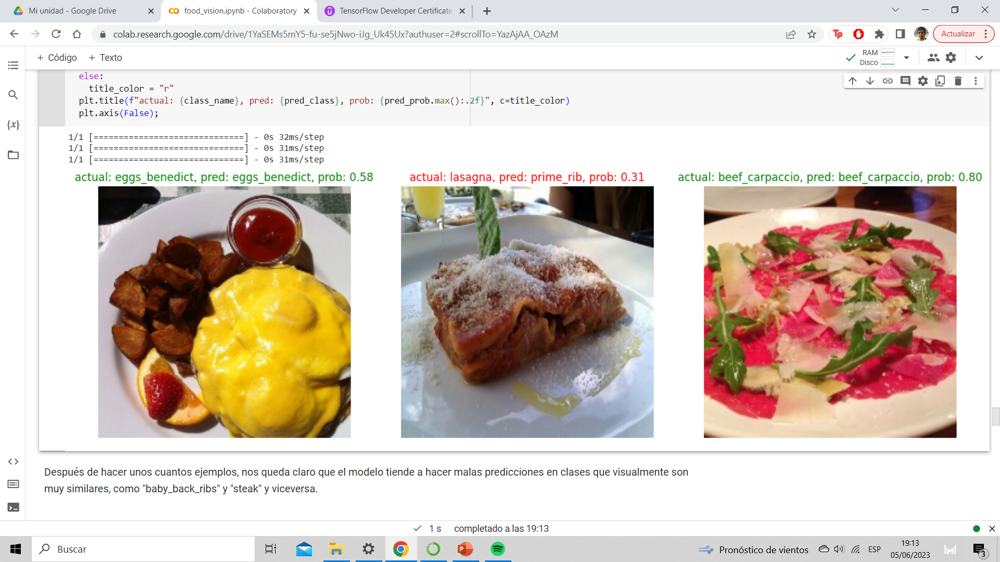 Mi unidad - Google Drive
food_vision.ipynb - Colaboratory
TensorFlow Developer Certificate
colab.research.google.com/drive/1YaSEMs5mY5-fu-se5jNwo-iJg_Uk45Ux?authuser=2#scrollTo=YazAjAA_OAzM
Actualizar
+ Código
+ Texto
RAM
Disco
else:
title_color = "r"
plt.title(f"actual: {class_name}, pred: {pred_class}, prob: {pred_prob.max():.2f}", c=title_color)
plt.axis(False);
1/1 [==============================] - 0s 32ms/step
1/1 [==============================] - 0s 31ms/step
1/1 [==============================] - 0s 31ms/step
actual: eggs_benedict, pred: eggs_benedict, prob: 0.58
actual: lasagna, pred: prime_rib, prob: 0.31
actual: beef_carpaccio, pred: beef_carpaccio, prob: 0.80
Después de hacer unos cuantos ejemplos, nos queda claro que el modelo tiende a hacer malas predicciones en clases que visualmente son
muy similares, como "baby_back_ribs" y "steak" y viceversa.
1 s completado a las 19:13
Buscar
Pronóstico de vientos
ESP
19:13
05/06/2023
3